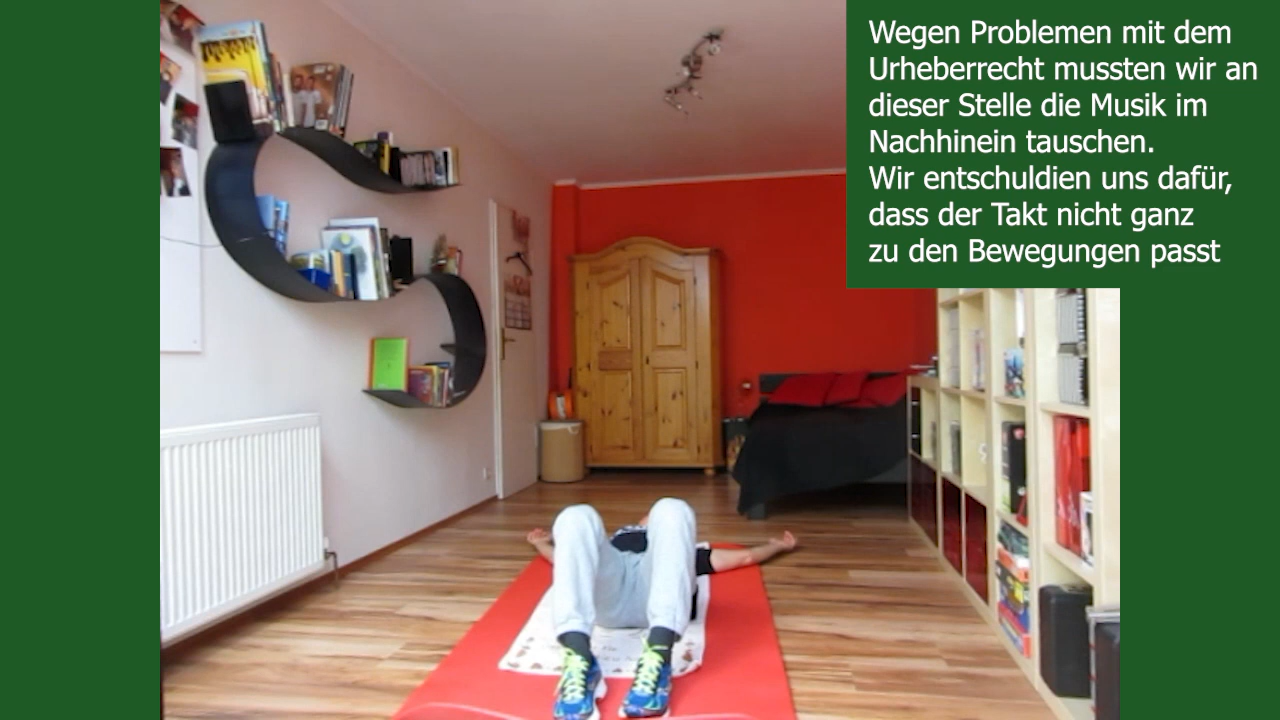 Wegen Problemen mit dem
Urheberrecht mussten wir an
dieser Stelle die Musik im
Nachhinein tauschen.
Wir entschuldien uns dafür,
dass der Takt nicht ganz
zu den Bewegungen passt